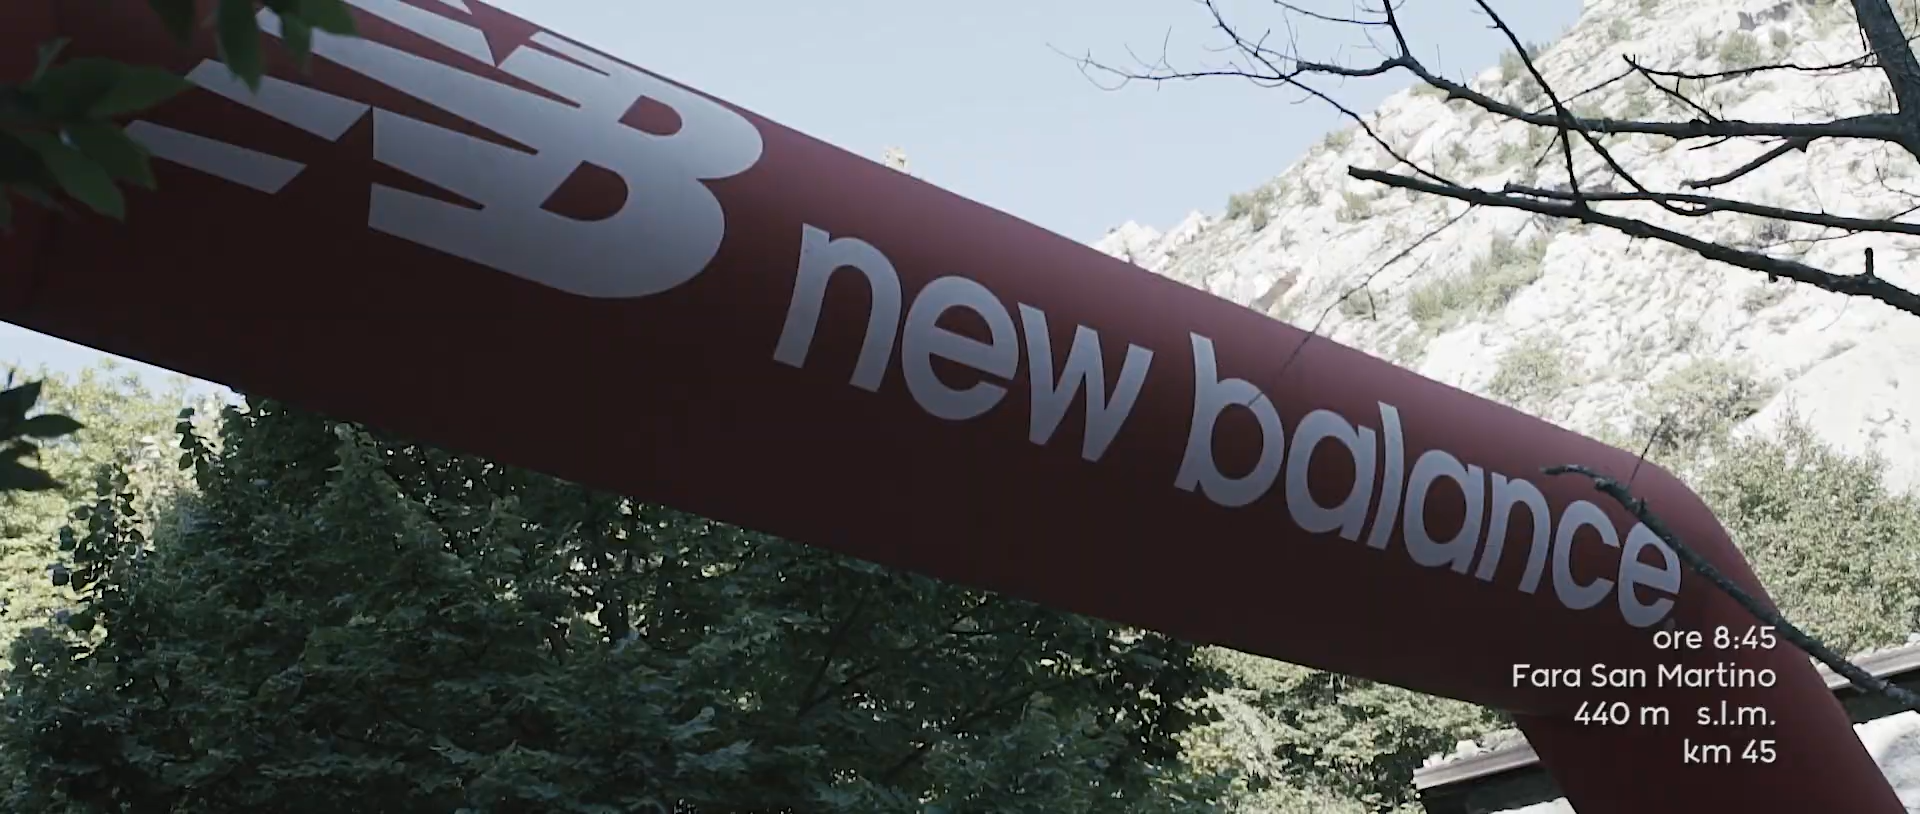 NB new balance
ore 8:45
Fara San Martino
440 m s.l.m.
km 45